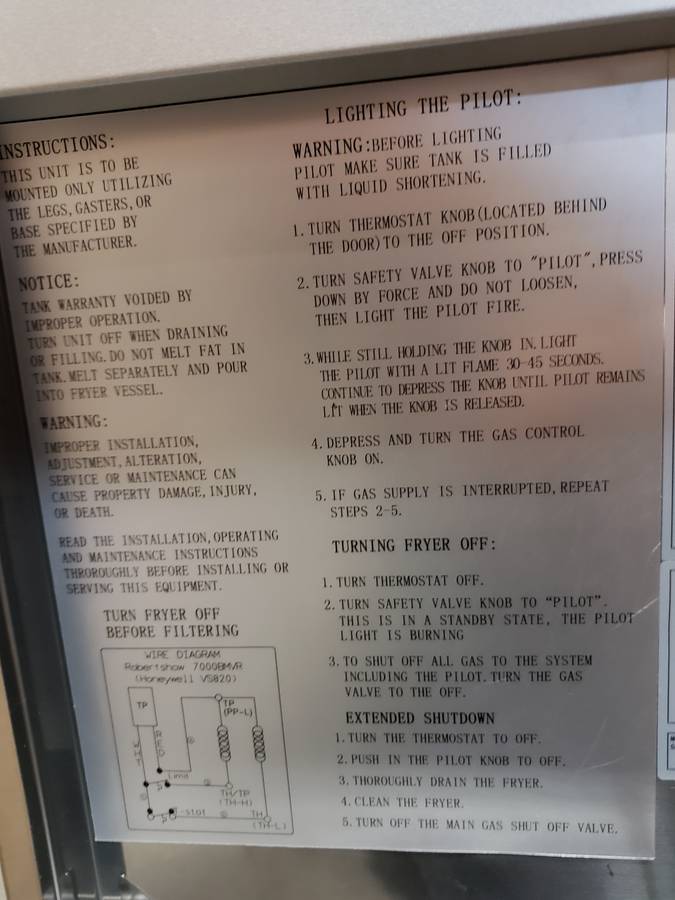 INSTRUCTIONS:
THIS UNIT IS TO BE
MOUNTED ONLY UTILIZING
THE LEGS, GASTERS, OR
BASE SPECIFIED BY
THE MANUFACTURER.
NOTICE:
TANK WARRANTY VOIDED BY
IMPROPER OPERATION.
TURN UNIT OFF WHEN DRAINING
OR FILLING. DO NOT MELT FAT IN
TANK. MELT SEPARATELY AND POUR
INTO FRYER VESSEL.
WARNING:
IMPROPER INSTALLATION,
ADJUSTMENT, ALTERATION,
SERVICE OR MAINTENANCE CAN
CAUSE PROPERTY DAMAGE, INJURY,
OR DEATH.
READ THE INSTALLATION, OPERATING
AND MAINTENANCE INSTRUCTIONS
THROROUGHLY BEFORE INSTALLING OR
SERVING THIS EQUIPMENT.
TURN FRYER OFF
BEFORE FILTERING
WIRE DIAGRAM
Robertshow 7000BMVR
(Honeywell VS820)
TP
WHT
RED
TP
(PP-L)
Limit
TH/TP
(TH-H)
TH
(TH-L)
LIGHTING THE PILOT:
WARNING: BEFORE LIGHTING
PILOT MAKE SURE TANK IS FILLED
WITH LIQUID SHORTENING.
1. TURN THERMOSTAT KNOB (LOCATED BEHIND
THE DOOR) TO THE OFF POSITION.
2. TURN SAFETY VALVE KNOB TO "PILOT", PRESS
DOWN BY FORCE AND DO NOT LOOSEN,
THEN LIGHT THE PILOT FIRE.
3. WHILE STILL HOLDING THE KNOB IN. LIGHT
THE PILOT WITH A LIT FLAME 30-45 SECONDS.
CONTINUE TO DEPRESS THE KNOB UNTIL PILOT REMAINS
LIT WHEN THE KNOB IS RELEASED.
4. DEPRESS AND TURN THE GAS CONTROL
KNOB ON.
5. IF GAS SUPPLY IS INTERRUPTED, REPEAT
STEPS 2-5.
TURNING FRYER OFF:
1. TURN THERMOSTAT OFF.
2. TURN SAFETY VALVE KNOB TO “PILOT”.
THIS IS IN A STANDBY STATE, THE PILOT
LIGHT IS BURNING
3. TO SHUT OFF ALL GAS TO THE SYSTEM
INCLUDING THE PILOT. TURN THE GAS
VALVE TO THE OFF.
EXTENDED SHUTDOWN
1. TURN THE THERMOSTAT TO OFF.
2. PUSH IN THE PILOT KNOB TO OFF.
3. THOROUGHLY DRAIN THE FRYER.
4. CLEAN THE FRYER.
5. TURN OFF THE MAIN GAS SHUT OFF VALVE.